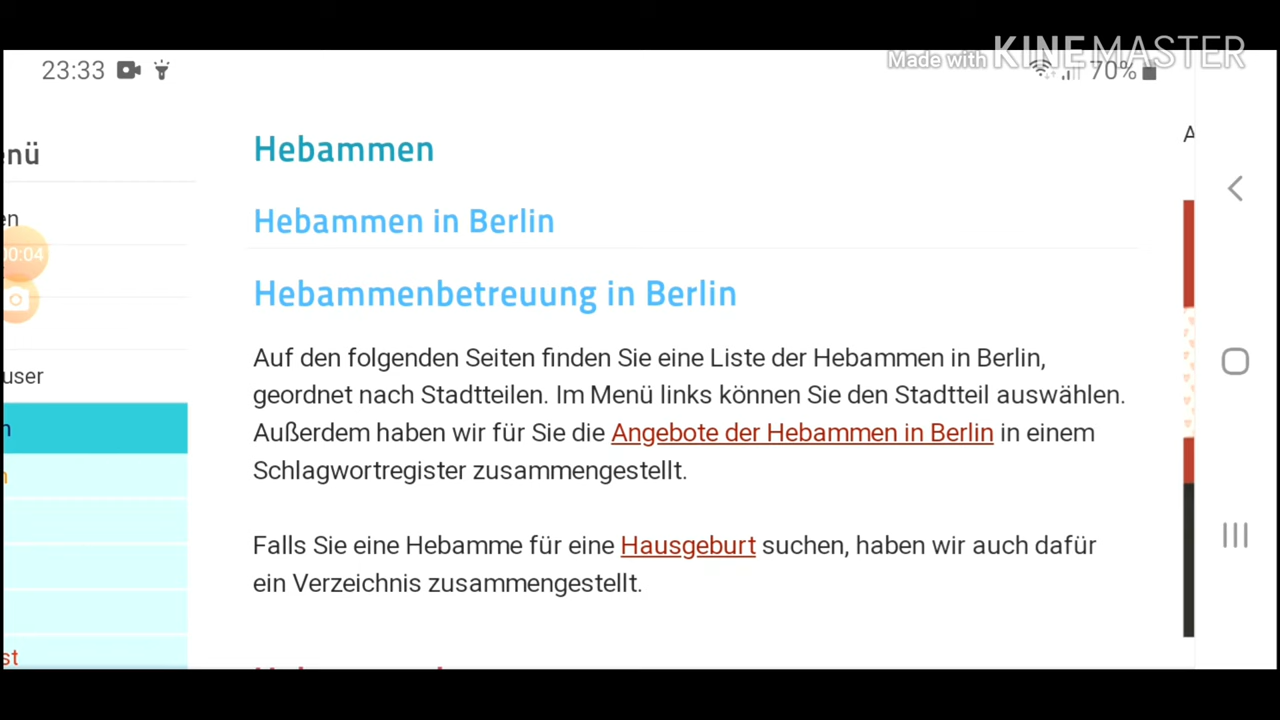 Made with KINEMASTER
23:33
70%
A
nü
en
00:04
user
n
n
st
Hebammen
Hebammen in Berlin
Hebammenbetreuung in Berlin
Auf den folgenden Seiten finden Sie eine Liste der Hebammen in Berlin,
geordnet nach Stadtteilen. Im Menü links können Sie den Stadtteil auswählen.
Außerdem haben wir für Sie die Angebote der Hebammen in Berlin in einem
Schlagwortregister zusammengestellt.
Falls Sie eine Hebamme für eine Hausgeburt suchen, haben wir auch dafür
ein Verzeichnis zusammengestellt.